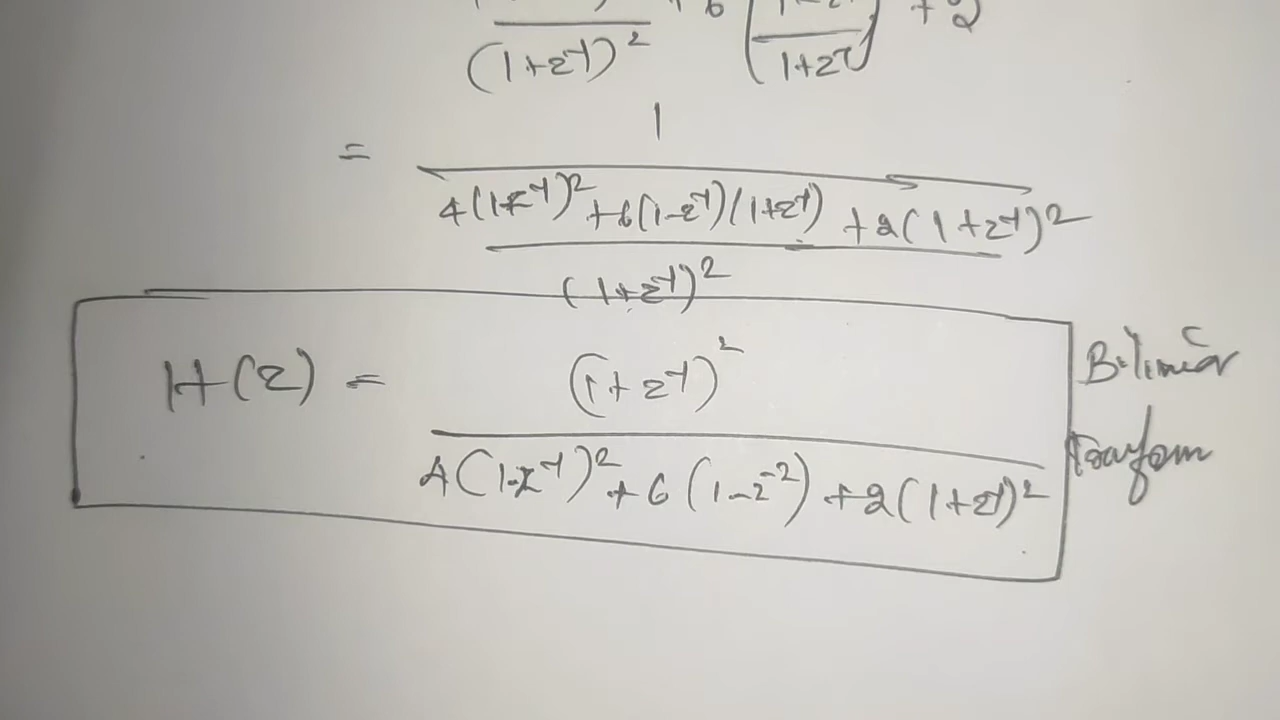 (1+z⁻¹)² + 6 (1-z / 1+z⁻¹) + 2
= 1
4(1-z⁻¹)² + 6(1-z⁻¹)(1+z⁻¹) + 2(1+z⁻¹)²
(1+z⁻¹)²
H(z) = (1+z⁻¹)²
4(1-z⁻¹)² + 6(1-z⁻²) + 2(1+z⁻¹)²
Bilinear
Transform